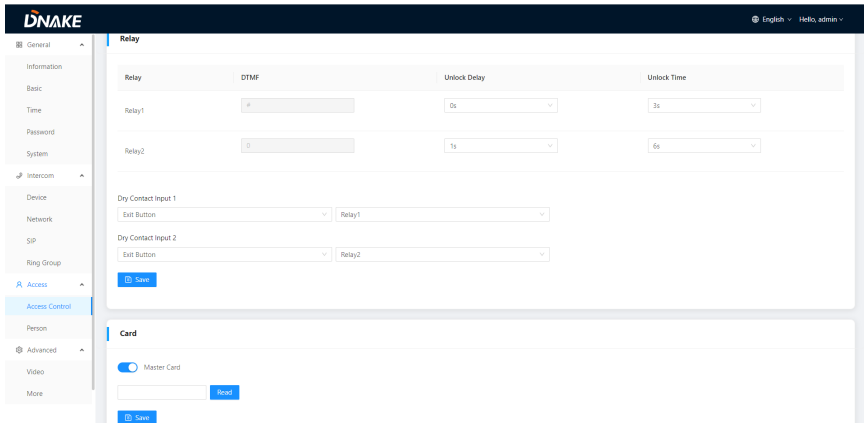 DNAKE
English
Hello, admin
General
Information
Basic
Time
Password
System
Intercom
Device
Network
SIP
Ring Group
Access
Access Control
Person
Advanced
Video
More
Relay
Relay DTMF Unlock Delay Unlock Time
Relay1 # 0s 3s
Relay2 0 1s 6s
Dry Contact Input 1
Exit Button Relay1
Dry Contact Input 2
Exit Button Relay2
Save
Card
Master Card
Read
Save